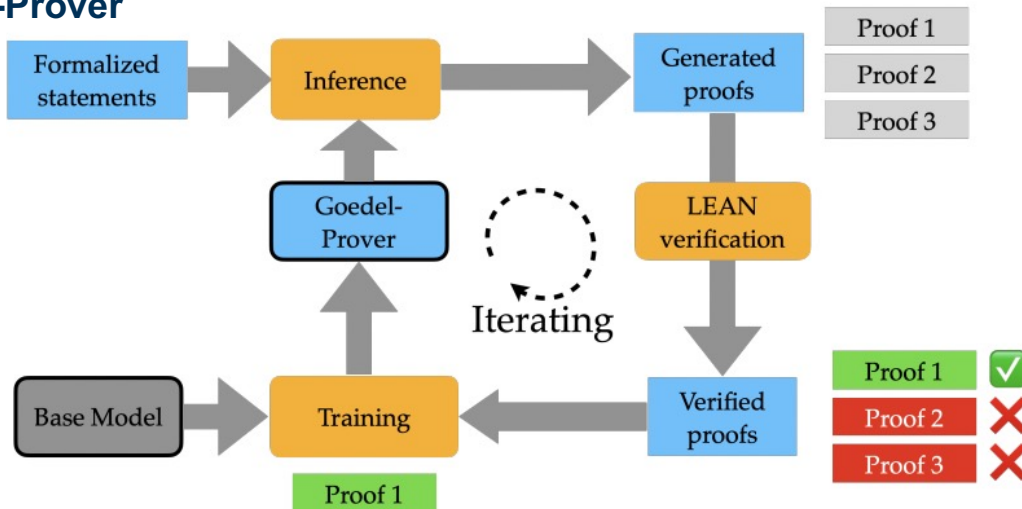 -Prover
Formalized
statements
Inference
Generated
proofs
Proof 1
Proof 2
Proof 3
Goedel-
Prover
LEAN
verification
Iterating
Base Model
Training
Verified
proofs
Proof 1
Proof 2
Proof 3
Proof 1